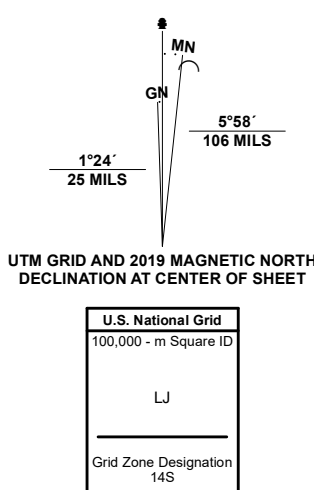 MN
GN
5°58´
106 MILS
1°24´
25 MILS
UTM GRID AND 2019 MAGNETIC NORTH
DECLINATION AT CENTER OF SHEET
U.S. National Grid
100,000 - m Square ID
LJ
Grid Zone Designation
14S